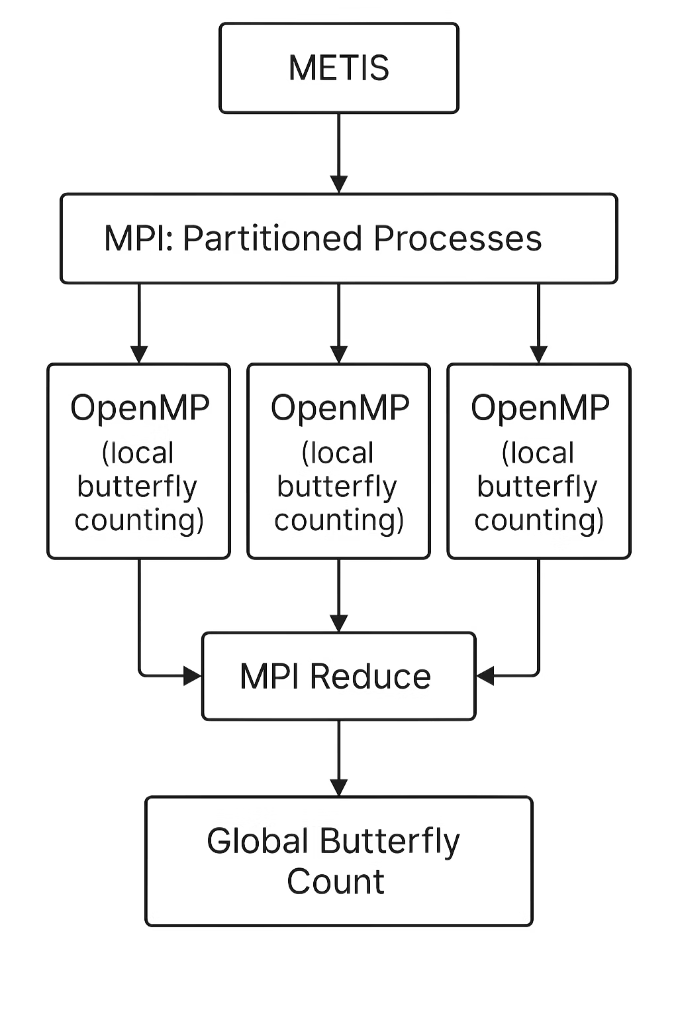 METIS
MPI: Partitioned Processes
OpenMP
(local
butterfly
counting)
OpenMP
(local
butterfly
counting)
OpenMP
(local
butterfly
counting)
MPI Reduce
Global Butterfly
Count